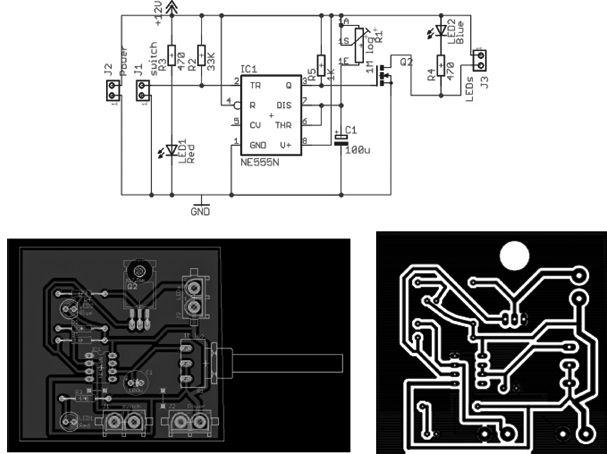 +12V
J2
Power
J1
switch
R3
470
R2
33K
IC1
2 TR Q 3
4 R DIS 7
5 CV THR 6
1 GND V+ 8
NE555N
R5
1K
A
1S
1E
1M log
R1
Q2
LED2
Blue
R4
470
LEDs
J3
C1
100u
LED1
Red
GND
Q2